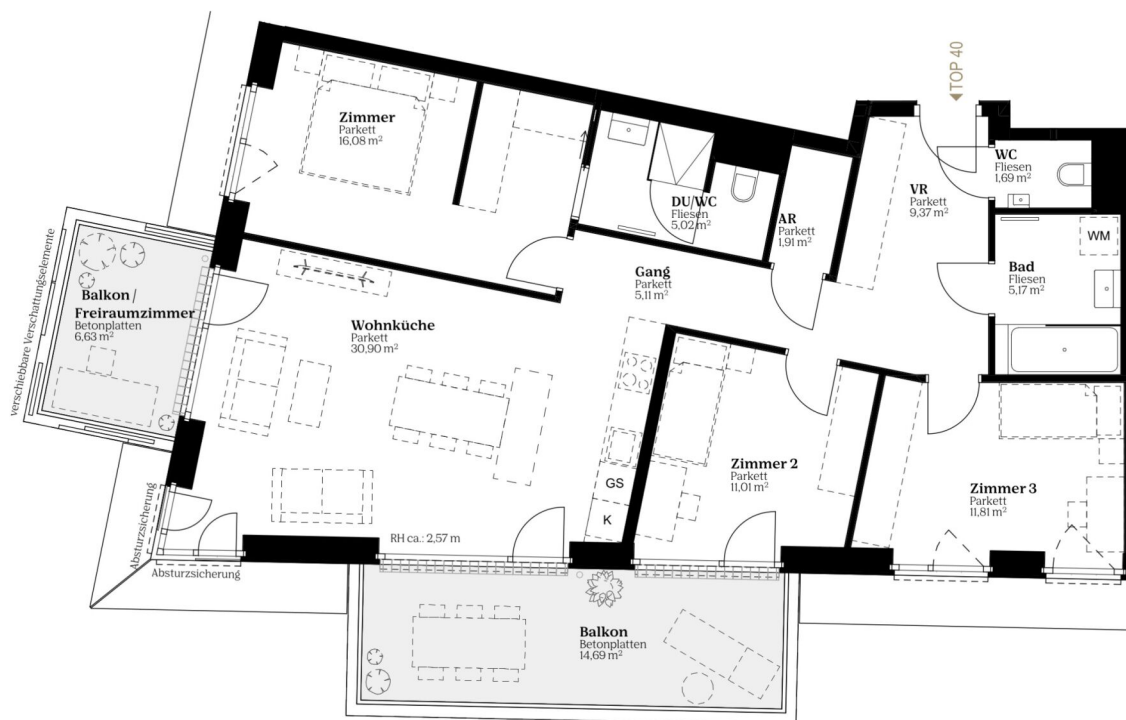 ◀TOP 40
Zimmer
Parkett
16,08 m²
DU/WC
Fliesen
5,02 m²
AR
Parkett
1,91 m²
VR
Parkett
9,37 m²
WC
Fliesen
1,69 m²
WM
Bad
Fliesen
5,17 m²
Gang
Parkett
5,11 m²
verschiebbare Verschattungselemente
Balkon /
Freiraumzimmer
Betonplatten
6,63 m²
Wohnküche
Parkett
30,90 m²
GS
K
Zimmer 2
Parkett
11,01 m²
Zimmer 3
Parkett
11,81 m²
RH ca.: 2,57 m
Absturzsicherung
Absturzsicherung
Balkon
Betonplatten
14,69 m²